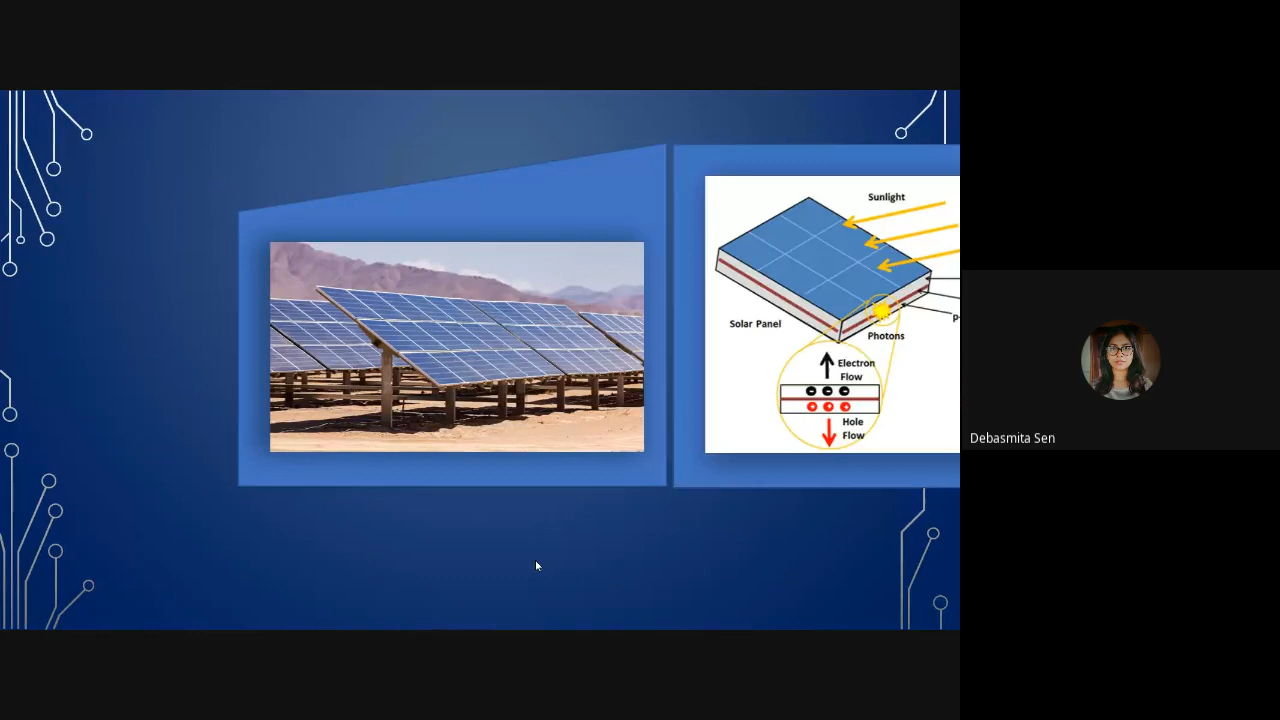 Sunlight
Solar Panel
Photons
Electron
Flow
Hole
Flow
Debasmita Sen